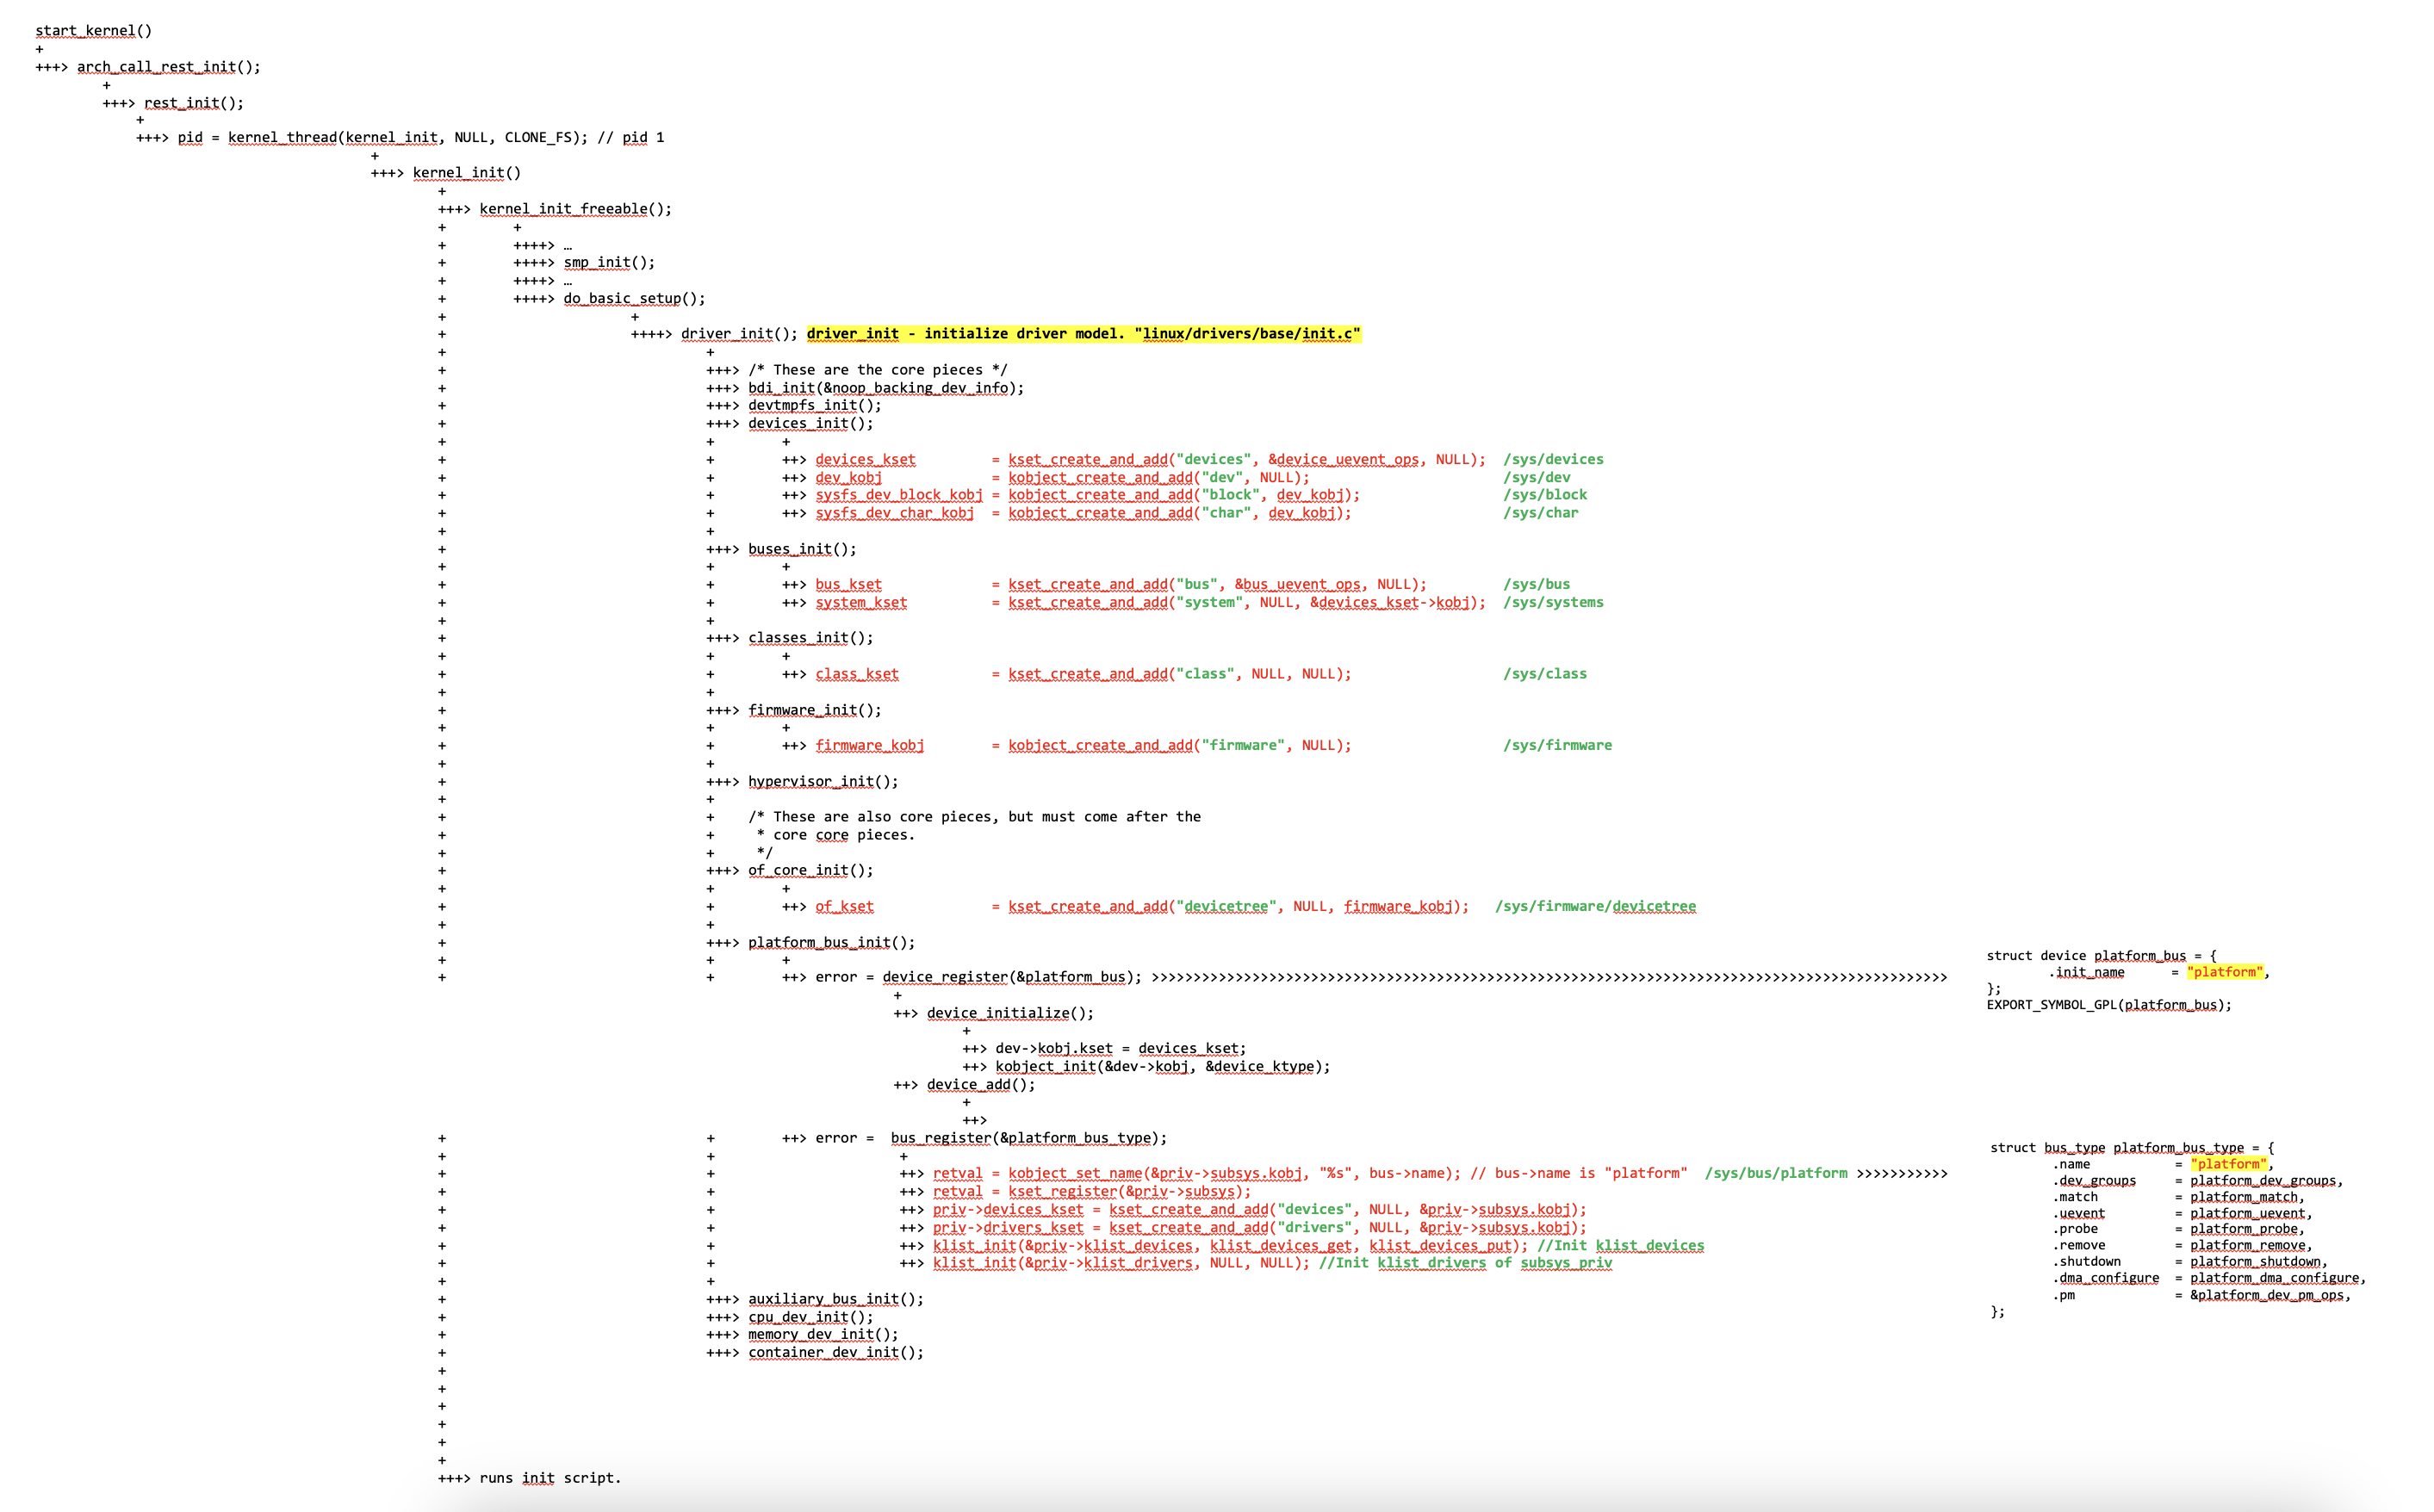 start_kernel()
+
+++> arch_call_rest_init();
+
+++> rest_init();
+
+++> pid = kernel_thread(kernel_init, NULL, CLONE_FS); // pid 1
+
+++> kernel_init()
+
+++> kernel_init_freeable();
+ +
+ ++++> …
+ ++++> smp_init();
+ ++++> …
+ ++++> do_basic_setup();
+ +
+ ++++> driver_init(); driver_init - initialize driver model. "linux/drivers/base/init.c"
+ +
+ +++> /* These are the core pieces */
+ +++> bdi_init(&noop_backing_dev_info);
+ +++> devtmpfs_init();
+ +++> devices_init();
+ + +
+ + ++> devices_kset = kset_create_and_add("devices", &device_uevent_ops, NULL); /sys/devices
+ + ++> dev_kobj = kobject_create_and_add("dev", NULL); /sys/dev
+ + ++> sysfs_dev_block_kobj = kobject_create_and_add("block", dev_kobj); /sys/block
+ + ++> sysfs_dev_char_kobj = kobject_create_and_add("char", dev_kobj); /sys/char
+ +
+ +++> buses_init();
+ + +
+ + ++> bus_kset = kset_create_and_add("bus", &bus_uevent_ops, NULL); /sys/bus
+ + ++> system_kset = kset_create_and_add("system", NULL, &devices_kset->kobj); /sys/systems
+ +
+ +++> classes_init();
+ + +
+ + ++> class_kset = kset_create_and_add("class", NULL, NULL); /sys/class
+ +
+ +++> firmware_init();
+ + +
+ + ++> firmware_kobj = kobject_create_and_add("firmware", NULL); /sys/firmware
+ +
+ +++> hypervisor_init();
+ +
+ + /* These are also core pieces, but must come after the
+ + * core core pieces.
+ + */
+ +++> of_core_init();
+ + +
+ + ++> of_kset = kset_create_and_add("devicetree", NULL, firmware_kobj); /sys/firmware/devicetree
+ +
+ +++> platform_bus_init();
+ + +
+ + ++> error = device_register(&platform_bus); >>>>>>>>>>>>>>>>>>>>>>>>>>>>>>>>>>>>>>>>>>>>>>>>>>>>>>>>>>>>>>>>>>>>>>>>>>>>>>>>>>>>>>>>>>>>>>>
+
++> device_initialize();
+
++> dev->kobj.kset = devices_kset;
++> kobject_init(&dev->kobj, &device_ktype);
++> device_add();
+
++>
+ + ++> error = bus_register(&platform_bus_type);
+ + +
+ + ++> retval = kobject_set_name(&priv->subsys.kobj, "%s", bus->name); // bus->name is "platform" /sys/bus/platform >>>>>>>>>>>
+ + ++> retval = kset_register(&priv->subsys);
+ + ++> priv->devices_kset = kset_create_and_add("devices", NULL, &priv->subsys.kobj);
+ + ++> priv->drivers_kset = kset_create_and_add("drivers", NULL, &priv->subsys.kobj);
+ + ++> klist_init(&priv->klist_devices, klist_devices_get, klist_devices_put); //Init klist_devices
+ + ++> klist_init(&priv->klist_drivers, NULL, NULL); //Init klist_drivers of subsys_priv
+ +
+ +++> auxiliary_bus_init();
+ +++> cpu_dev_init();
+ +++> memory_dev_init();
+ +++> container_dev_init();
+
+
+
+
+
+
+++> runs init script.
struct device platform_bus = {
.init_name = "platform",
};
EXPORT_SYMBOL_GPL(platform_bus);
struct bus_type platform_bus_type = {
.name = "platform",
.dev_groups = platform_dev_groups,
.match = platform_match,
.uevent = platform_uevent,
.probe = platform_probe,
.remove = platform_remove,
.shutdown = platform_shutdown,
.dma_configure = platform_dma_configure,
.pm = &platform_dev_pm_ops,
};